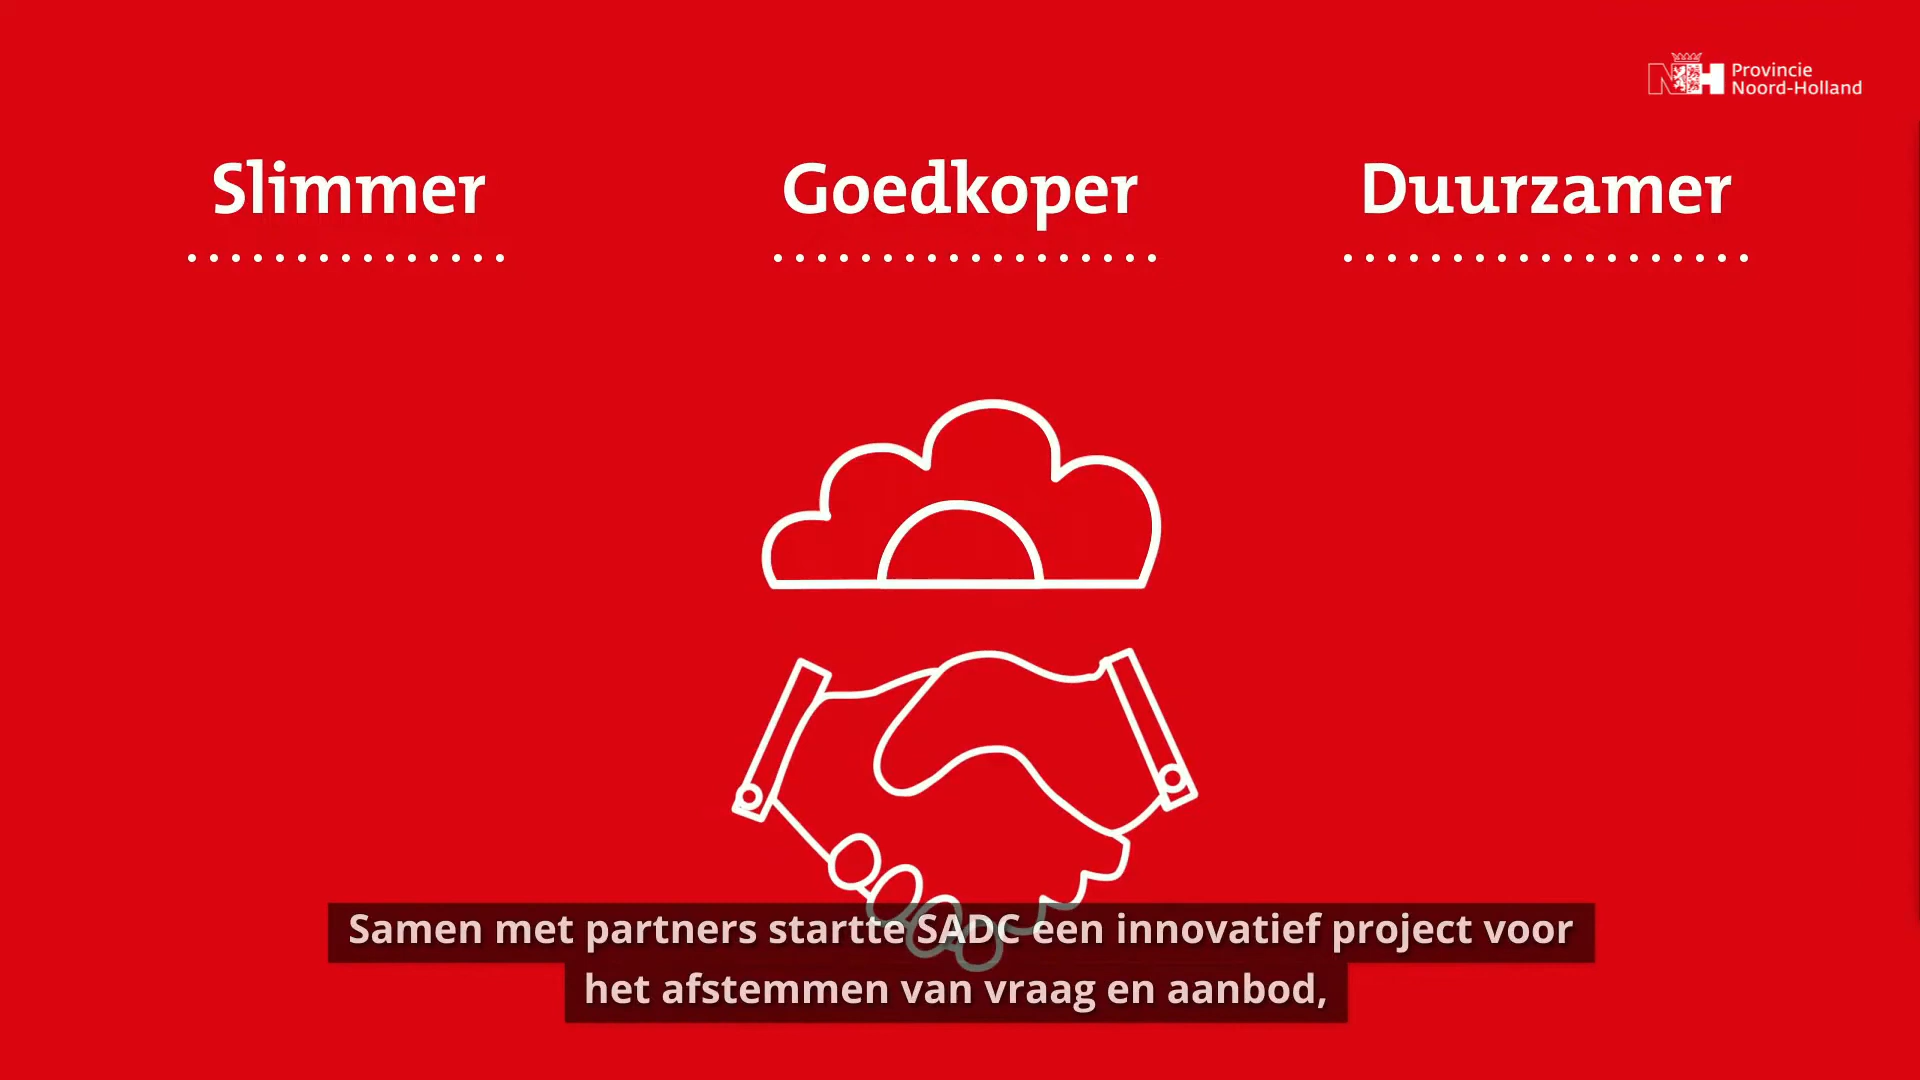 Provincie
Noord-Holland
Slimmer
Goedkoper
Duurzamer
Samen met partners startte SADC een innovatief project voor
het afstemmen van vraag en aanbod,